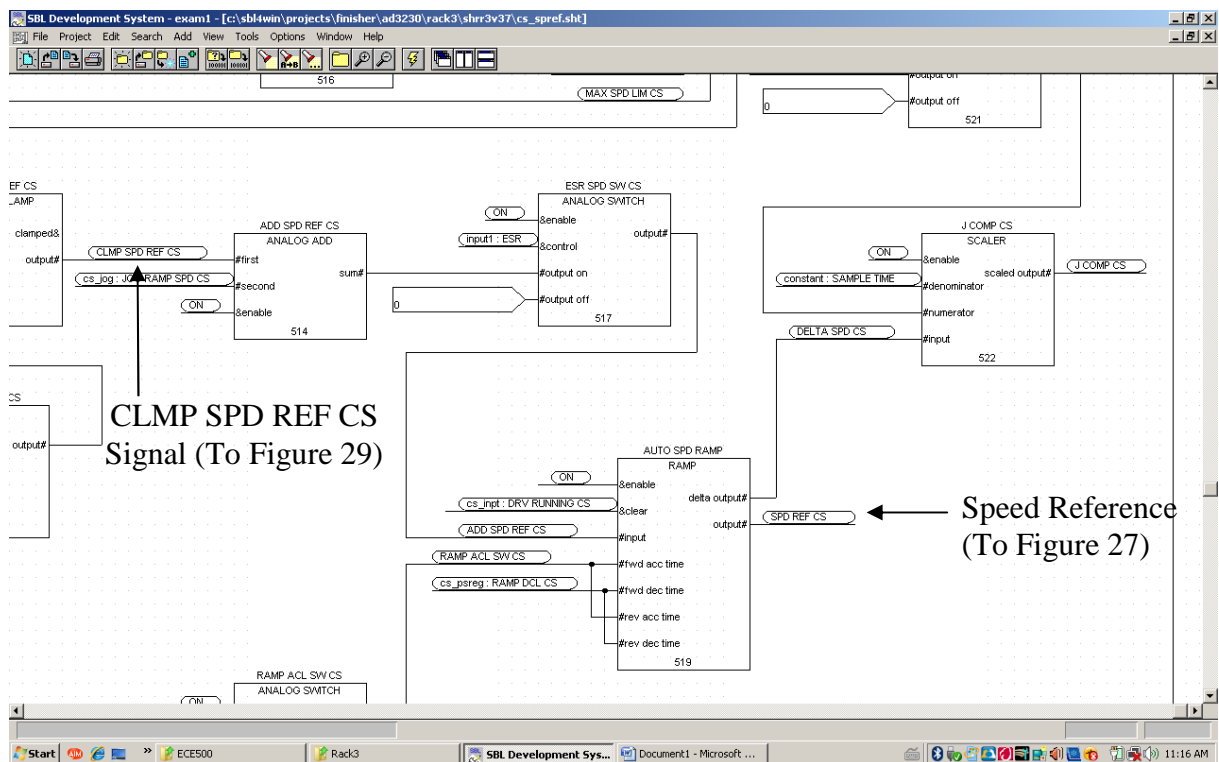 SBL Development System - exam1 - [c:\sbl4win\projects\finisher\ad3230\rack3\shrr3v37\cs_spref.sht]
File Project Edit Search Add View Tools Options Window Help
516
MAX SPD LIM CS
#output on
0
#output off
521
EF CS
LAMP
clamped&
output#
CLMP SPD REF CS
ADD SPD REF CS
ANALOG ADD
#first
cs_jog : JOG RAMP SPD CS
#second
sum#
ON
&enable
514
ESR SPD SW CS
ANALOG SWITCH
ON
&enable
input1 : ESR
&control
output#
#output on
0
#output off
517
J COMP CS
SCALER
ON
&enable
scaled output#
J COMP CS
constant : SAMPLE TIME
#denominator
#numerator
DELTA SPD CS
#input
522
CS
output#
CLMP SPD REF CS
Signal (To Figure 29)
AUTO SPD RAMP
RAMP
ON
&enable
delta output#
cs_inpt : DRV RUNNING CS
&clear
output#
SPD REF CS
ADD SPD REF CS
#input
RAMP ACL SW CS
#fwd acc time
cs_psreg : RAMP DCL CS
#fwd dec time
#rev acc time
#rev dec time
519
Speed Reference
(To Figure 27)
RAMP ACL SW CS
ANALOG SWITCH
ON
Start
»
ECE500
Rack3
SBL Development Sys...
Document1 - Microsoft ...
11:16 AM